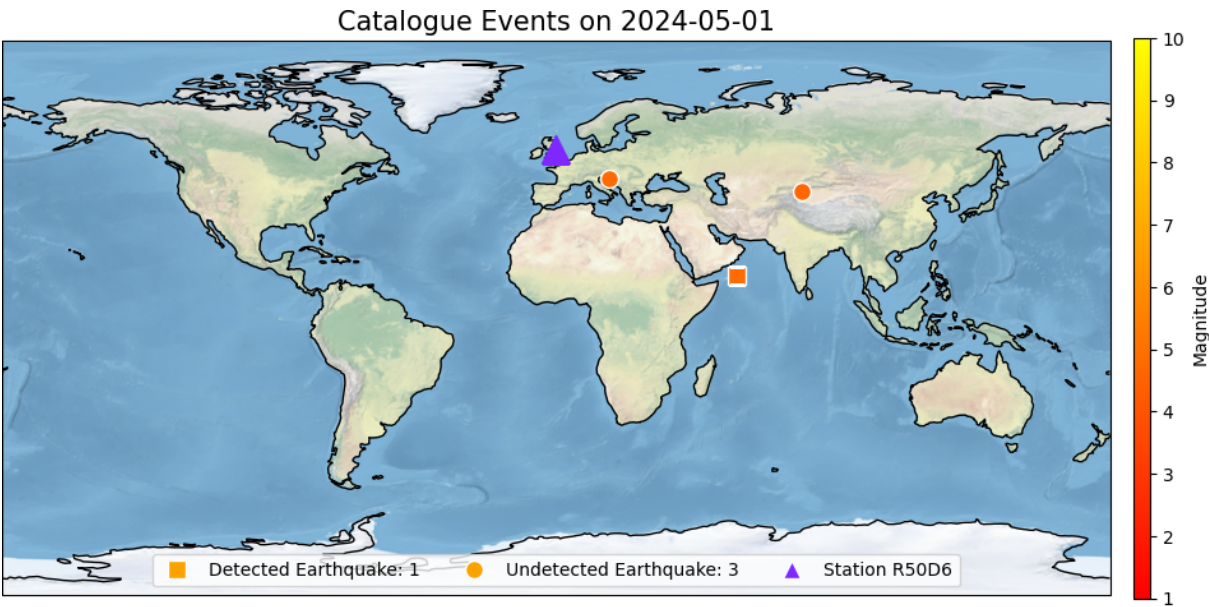 Catalogue Events on 2024-05-01
10
9
8
7
6
5
4
3
2
1
Magnitude
Detected Earthquake: 1
Undetected Earthquake: 3
Station R50D6